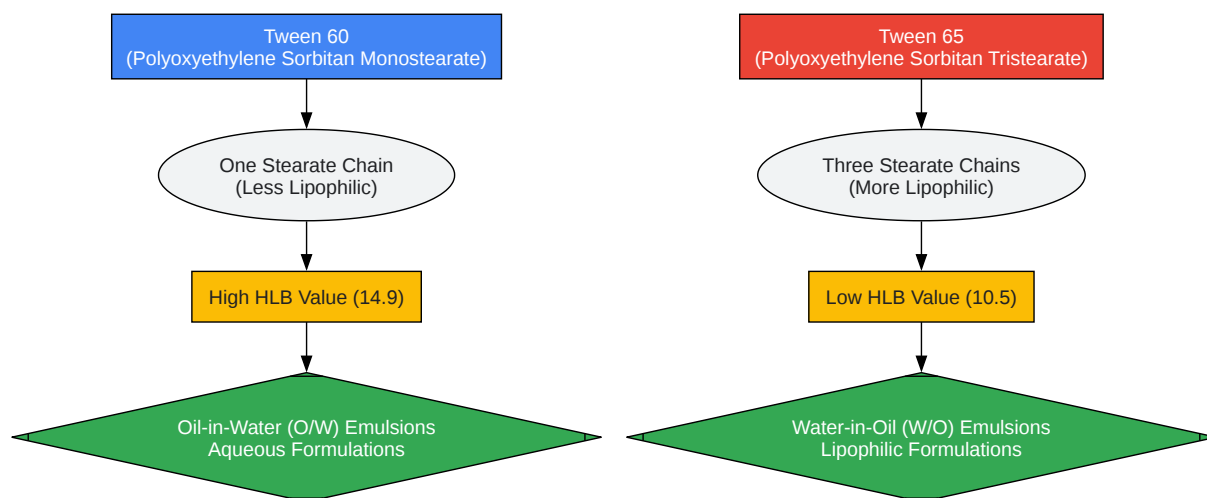 Tween 60
(Polyoxyethylene Sorbitan Monostearate)
One Stearate Chain
(Less Lipophilic)
High HLB Value (14.9)
Oil-in-Water (O/W) Emulsions
Aqueous Formulations
Tween 65
(Polyoxyethylene Sorbitan Tristearate)
Three Stearate Chains
(More Lipophilic)
Low HLB Value (10.5)
Water-in-Oil (W/O) Emulsions
Lipophilic Formulations